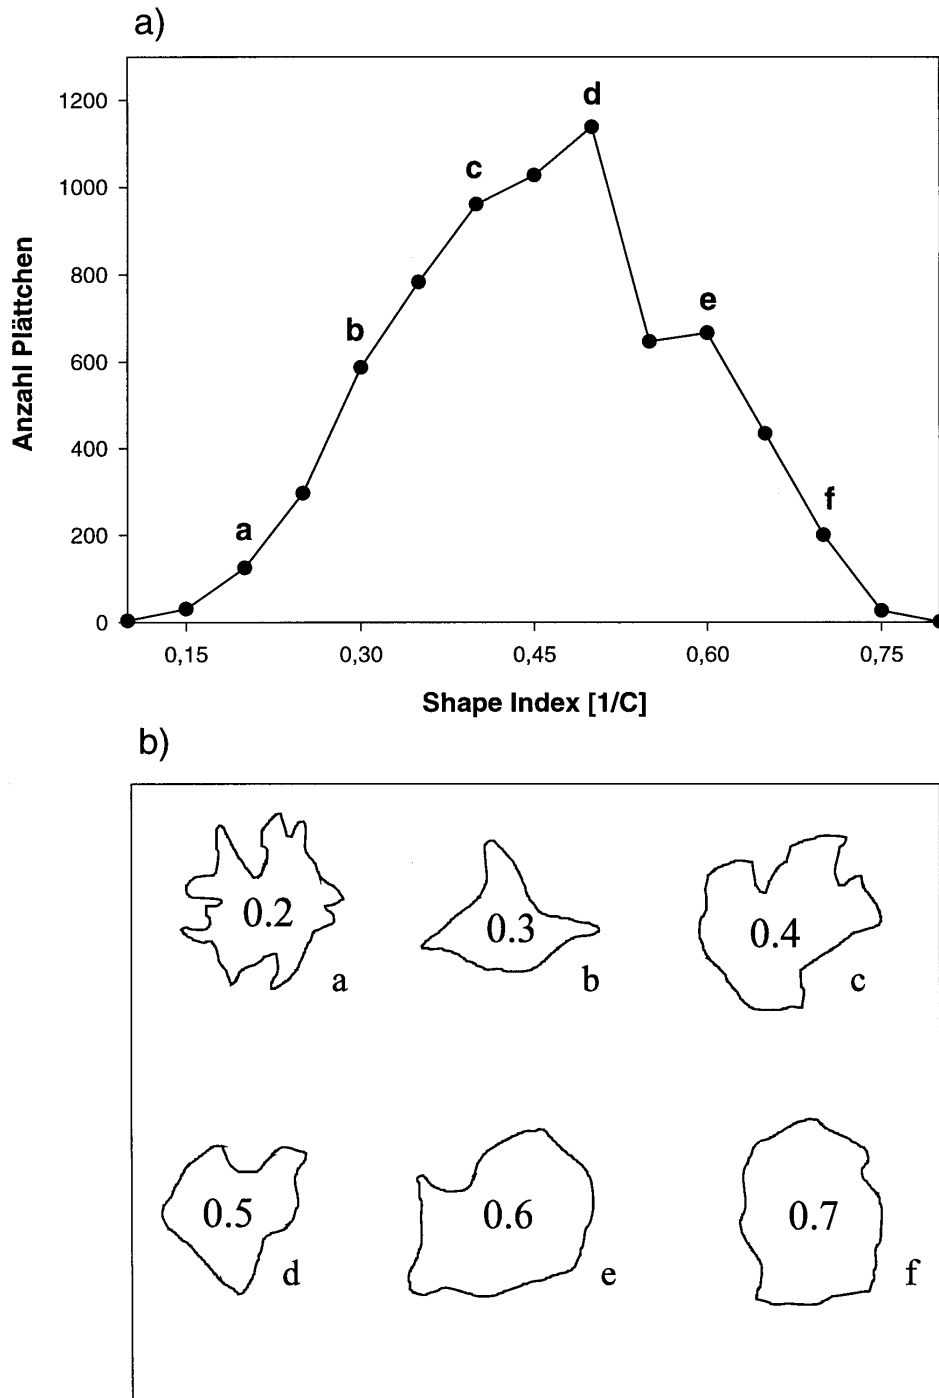 a)
1200
1000
800
600
400
200
0
Anzahl Plättchen
a
b
c
d
e
f
0,15 0,30 0,45 0,60 0,75
Shape Index [1/C]
b)
0.2 0.3 0.4
a b c
0.5 0.6 0.7
d e f